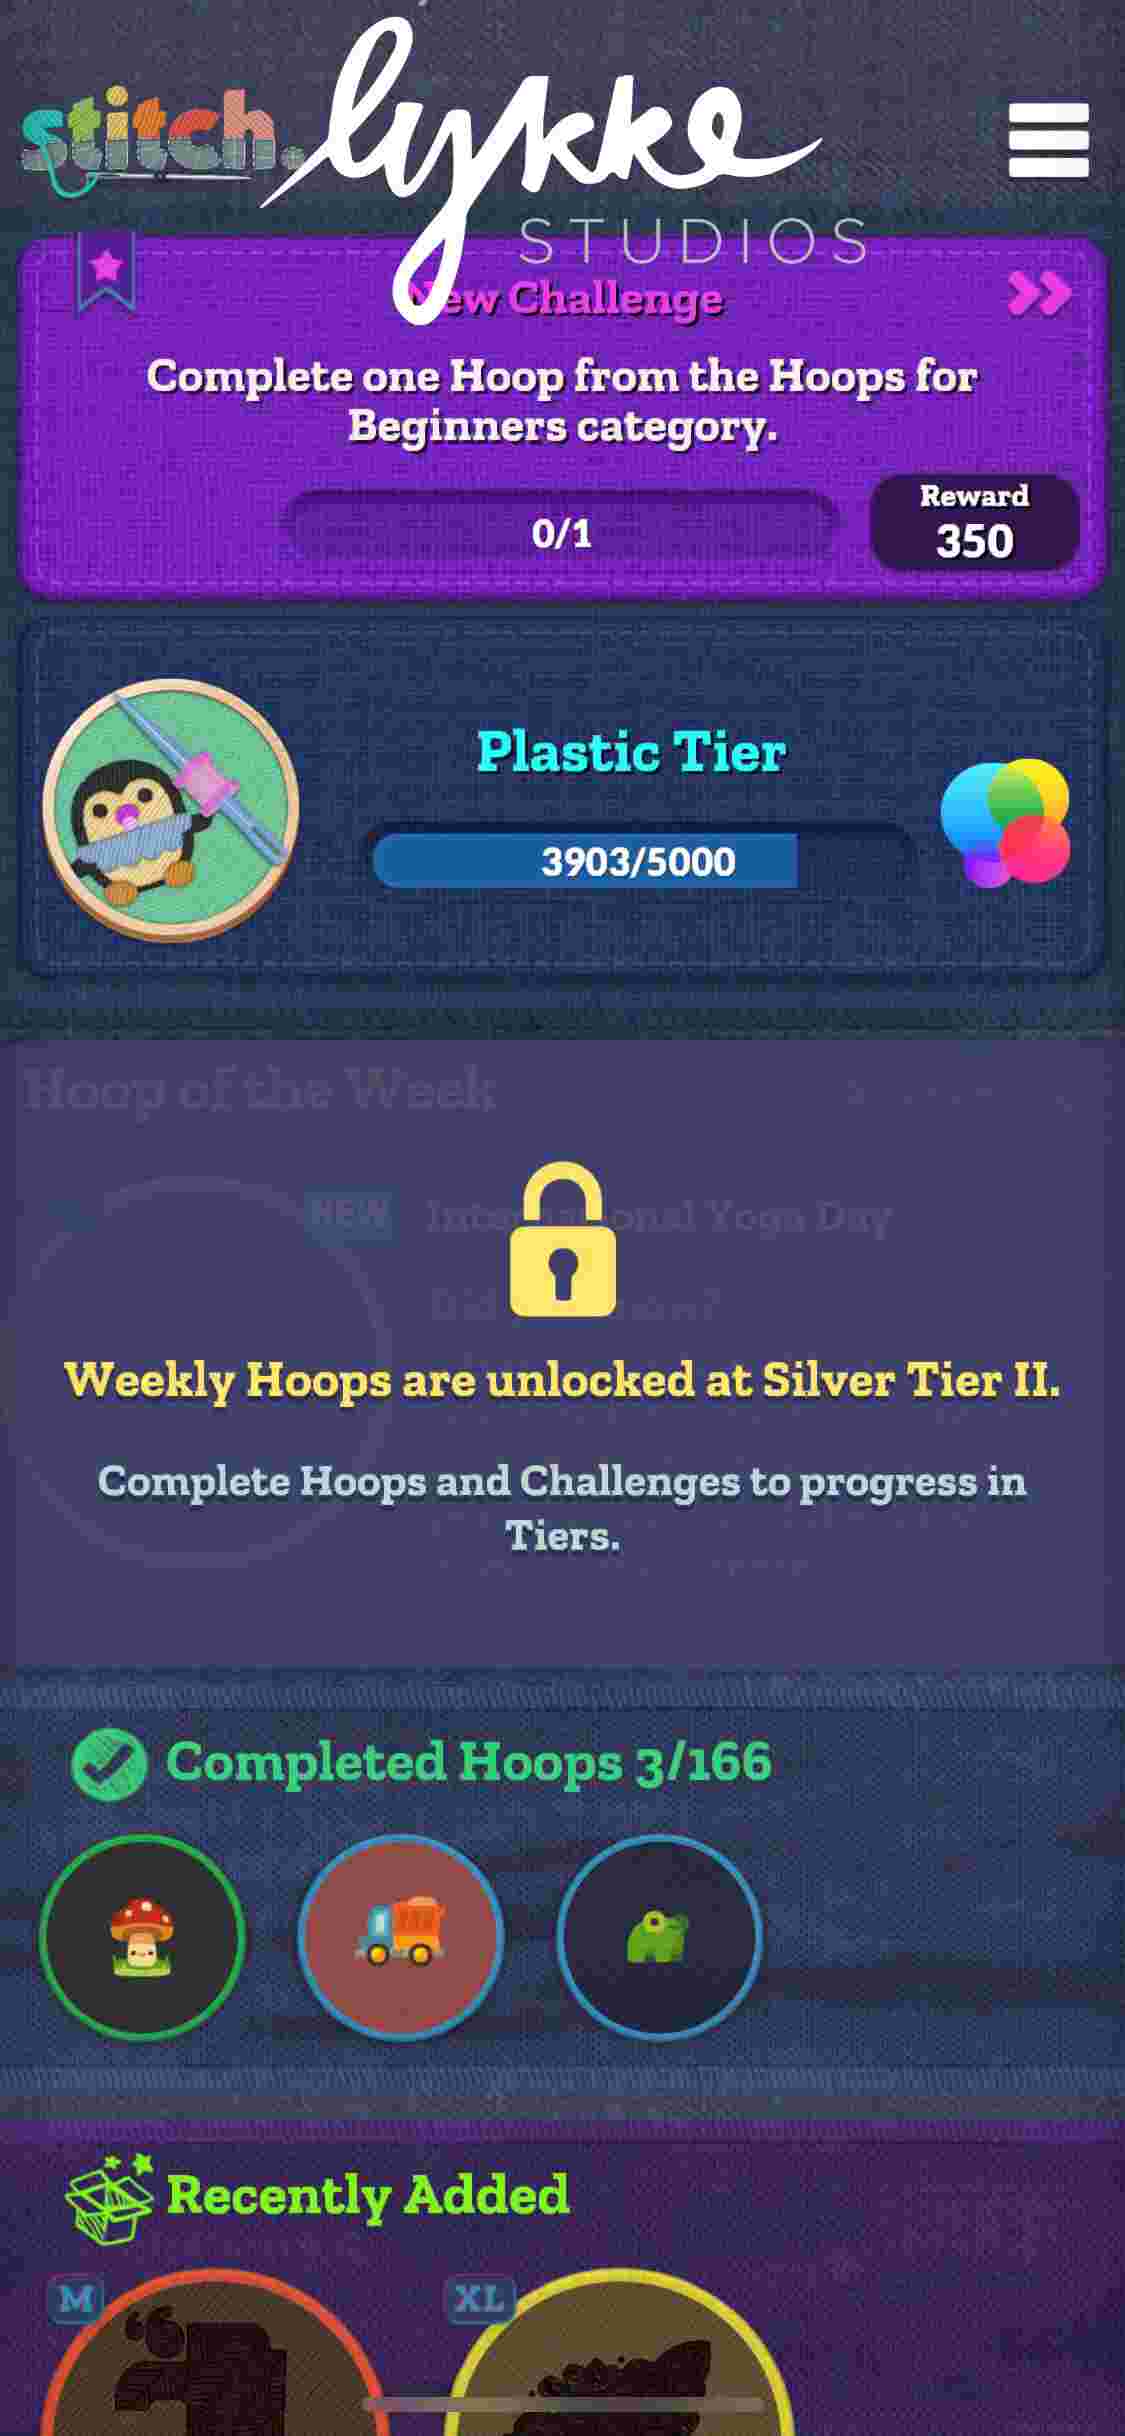 stitch.
lykke
STUDIOS
New Challenge
Complete one Hoop from the Hoops for
Beginners category.
0/1
Reward
350
Plastic Tier
3903/5000
Hoop of the Week
NEW
International Yoga Day
Weekly Hoops are unlocked at Silver Tier II.
Complete Hoops and Challenges to progress in
Tiers.
Completed Hoops 3/166
Recently Added
M
XL